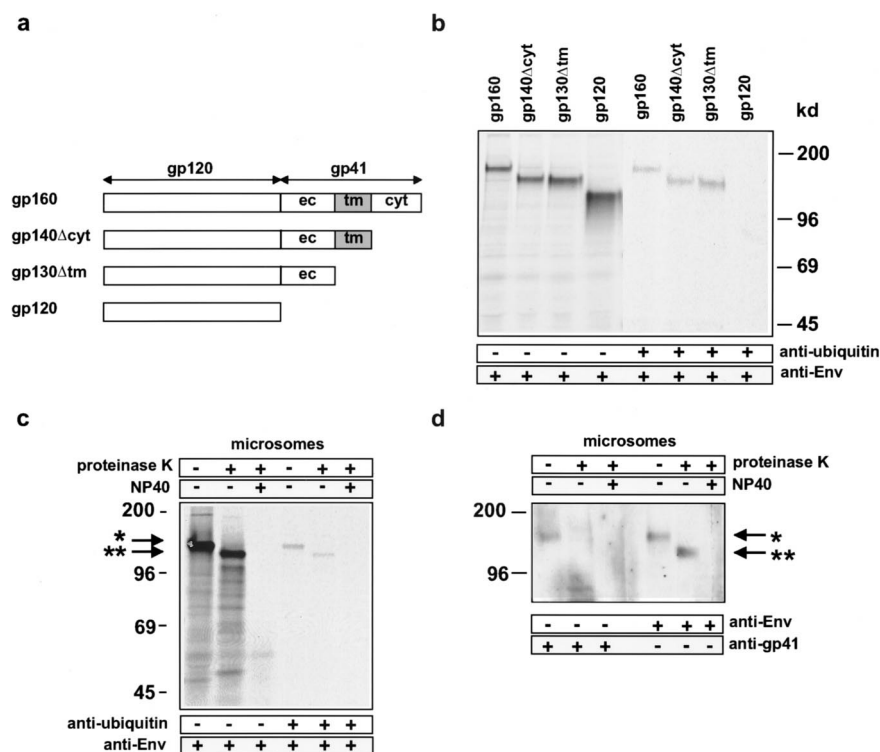 a
gp120 gp41
gp160 ec tm cyt
gp140Δcyt ec tm
gp130Δtm ec
gp120
b
gp160 gp140Δcyt gp130Δtm gp120 gp160 gp140Δcyt gp130Δtm gp120
kd
200
96
69
45
- - - - + + + + anti-ubiquitin
+ + + + + + + + anti-Env
c
microsomes
proteinase K - + + - + +
NP40 - - + - - +
200
*
**
96
69
45
anti-ubiquitin - - - + + +
anti-Env + + + + + +
d
microsomes
- + + - + + proteinase K
- - + - - + NP40
200
*
**
96
- - - + + + anti-Env
+ + + - - - anti-gp41